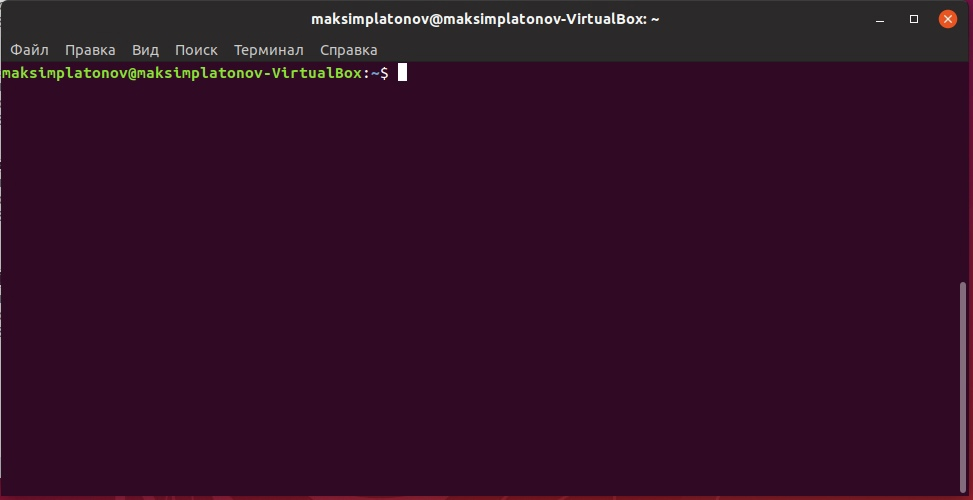 maksimplatonov@maksimplatonov-VirtualBox: ~
Файл Правка Вид Поиск Терминал Справка
maksimplatonov@maksimplatonov-VirtualBox:~$